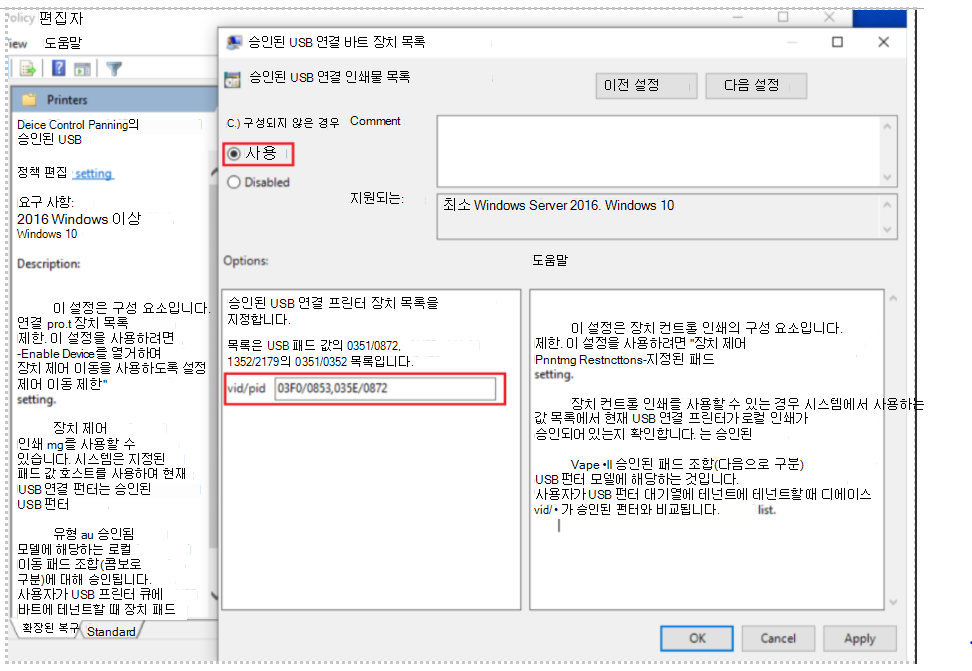 Policy 편집자
iew 도움말
Printers
Deice Control Panning의
승인된 USB
정책 편집 setting.
요구 사항:
2016 Windows 이상
Windows 10
Description:
이 설정은 구성 요소입니다.
연결 pro.t 장치 목록
제한. 이 설정을 사용하려면
-Enable Device를 열거하며
장치 제어 이동을 사용하도록 설정
제어 이동 제한"
setting.
장치 제어
인쇄 mg를 사용할 수
있습니다. 시스템은 지정된
패드 값 호스트를 사용하며 현재
USB 연결 펀터는 승인된
USB 펀터
유형 au 승인됨
모델에 해당하는 로컬
이동 패드 조합(콤보로
구분)에 대해 승인됩니다.
사용자가 USB 프린터 큐에
바트에 테넌트할 때 장치 패드
확장된 복구 Standard
승인된 USB 연결 바트 장치 목록
승인된 USB 연결 인쇄물 목록
이전 설정 다음 설정
C.) 구성되지 않은 경우 Comment
사용
Disabled
지원되는:
최소 Windows Server 2016. Windows 10
Options: 도움말
승인된 USB 연결 프린터 장치 목록을
지정합니다.
목록은 USB 패드 값의 0351/0872,
1352/2179의 0351/0352 목록입니다.
vid/pid 03F0/0853,035E/0872
이 설정은 장치 컨트롤 인쇄의 구성 요소입니다.
제한. 이 설정을 사용하려면 "장치 제어
Pnntmg Restncttons-지정된 패드
setting.
장치 컨트롤 인쇄를 사용할 수 있는 경우 시스템에서 사용하는
값 목록에서 현재 USB 연결 프린터가 로컬 인쇄가
승인되어 있는지 확인합니다. 는 승인된
Vape •ll 승인된 패드 조합(다음으로 구분)
USB 펀터 모델에 해당하는 것입니다.
사용자가 USB 펀터 대기열에 테넌트에 테넌트할 때 디에이스
vid/• 가 승인된 펀터와 비교됩니다. list.
OK Cancel Apply